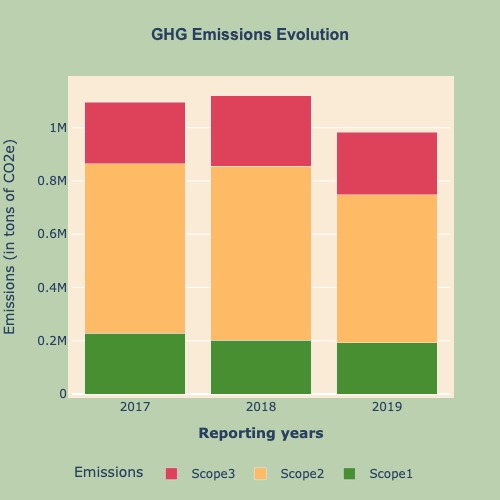 GHG Emissions Evolution
Emissions (in tons of CO2e)
1M
0.8M
0.6M
0.4M
0.2M
0
2017 2018 2019
Reporting years
Emissions Scope3 Scope2 Scope1